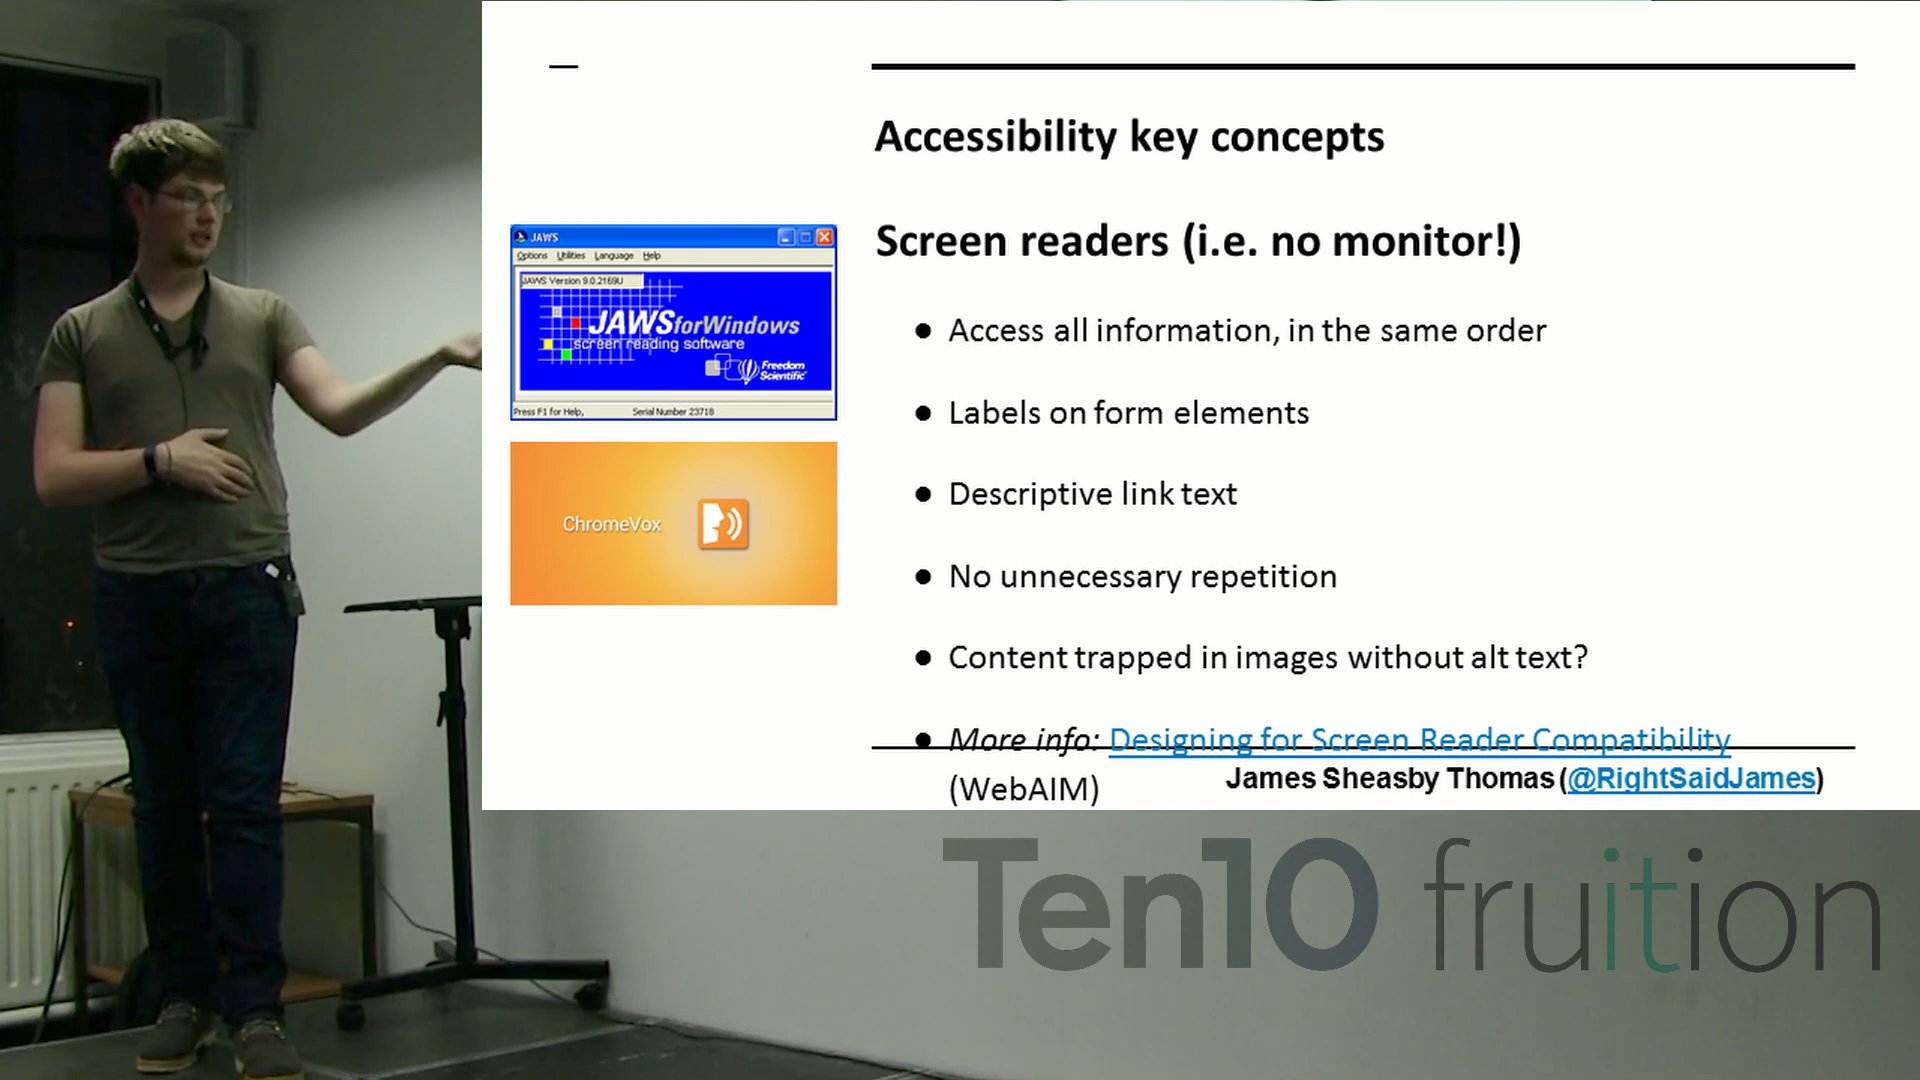 Accessibility key concepts
Screen readers (i.e. no monitor!)
JAWS
Options Utilities Language Help
JAWS Version 9.0.2169U
JAWS for Windows
screen reading software
Freedom
Scientific
Press F1 for Help,
Serial Number 23718
ChromeVox
● Access all information, in the same order
● Labels on form elements
● Descriptive link text
● No unnecessary repetition
● Content trapped in images without alt text?
● More info: Designing for Screen Reader Compatibility
(WebAIM)
James Sheasby Thomas (@RightSaidJames)
Ten10 fruition